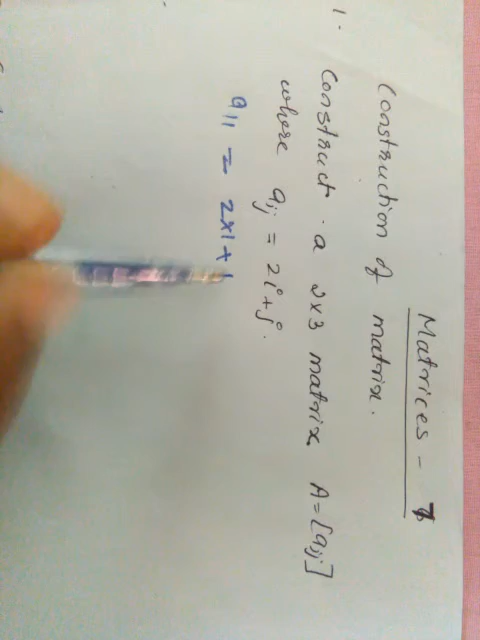 Matrices - 7
Construction of matrix.
1. Construct a 2x3 matrix A=[aij]
where aij = 2i+j.
a11 = 2x1+1